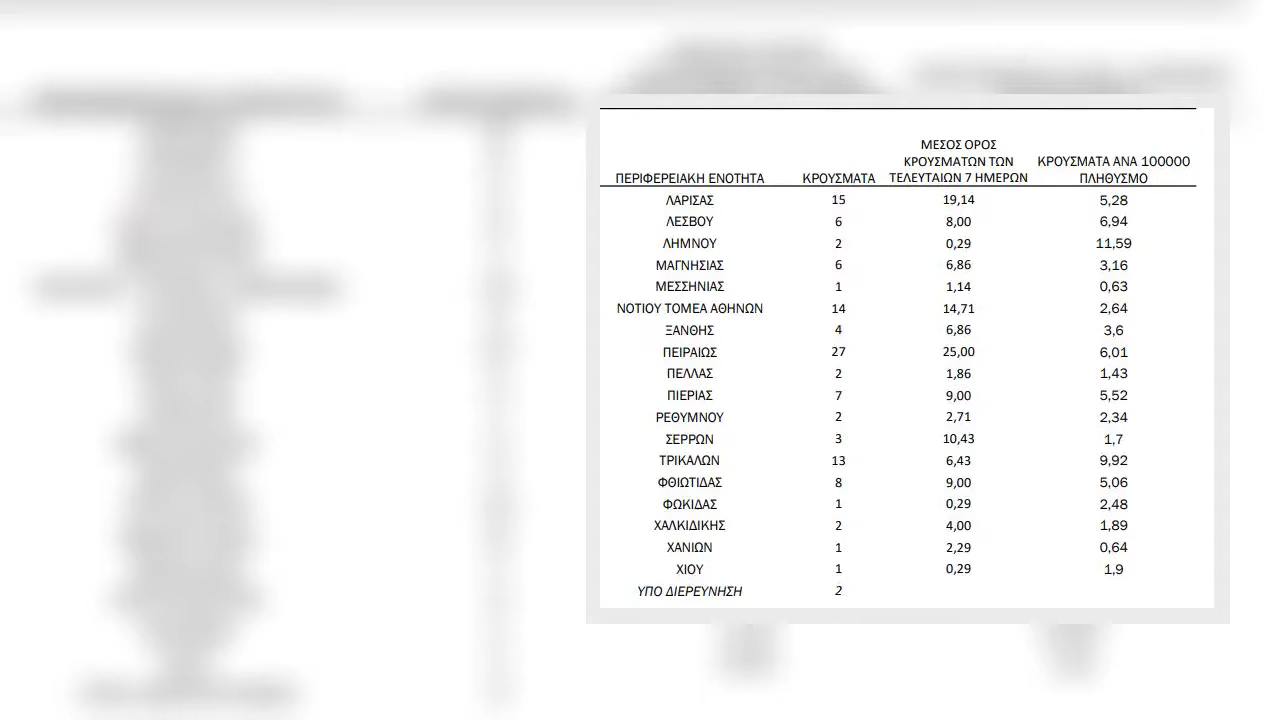 ΜΕΣΟΣ ΟΡΟΣ
ΚΡΟΥΣΜΑΤΩΝ ΤΩΝ ΚΡΟΥΣΜΑΤΑ ΑΝΑ 100000
ΠΕΡΙΦΕΡΕΙΑΚΗ ΕΝΟΤΗΤΑ ΚΡΟΥΣΜΑΤΑ ΤΕΛΕΥΤΑΙΩΝ 7 ΗΜΕΡΩΝ ΠΛΗΘΥΣΜΟ
ΛΑΡΙΣΑΣ 15 19,14 5,28
ΛΕΣΒΟΥ 6 8,00 6,94
ΛΗΜΝΟΥ 2 0,29 11,59
ΜΑΓΝΗΣΙΑΣ 6 6,86 3,16
ΜΕΣΣΗΝΙΑΣ 1 1,14 0,63
ΝΟΤΙΟΥ ΤΟΜΕΑ ΑΘΗΝΩΝ 14 14,71 2,64
ΞΑΝΘΗΣ 4 6,86 3,6
ΠΕΙΡΑΙΩΣ 27 25,00 6,01
ΠΕΛΛΑΣ 2 1,86 1,43
ΠΙΕΡΙΑΣ 7 9,00 5,52
ΡΕΘΥΜΝΟΥ 2 2,71 2,34
ΣΕΡΡΩΝ 3 10,43 1,7
ΤΡΙΚΑΛΩΝ 13 6,43 9,92
ΦΘΙΩΤΙΔΑΣ 8 9,00 5,06
ΦΩΚΙΔΑΣ 1 0,29 2,48
ΧΑΛΚΙΔΙΚΗΣ 2 4,00 1,89
ΧΑΝΙΩΝ 1 2,29 0,64
ΧΙΟΥ 1 0,29 1,9
ΥΠΟ ΔΙΕΡΕΥΝΗΣΗ 2